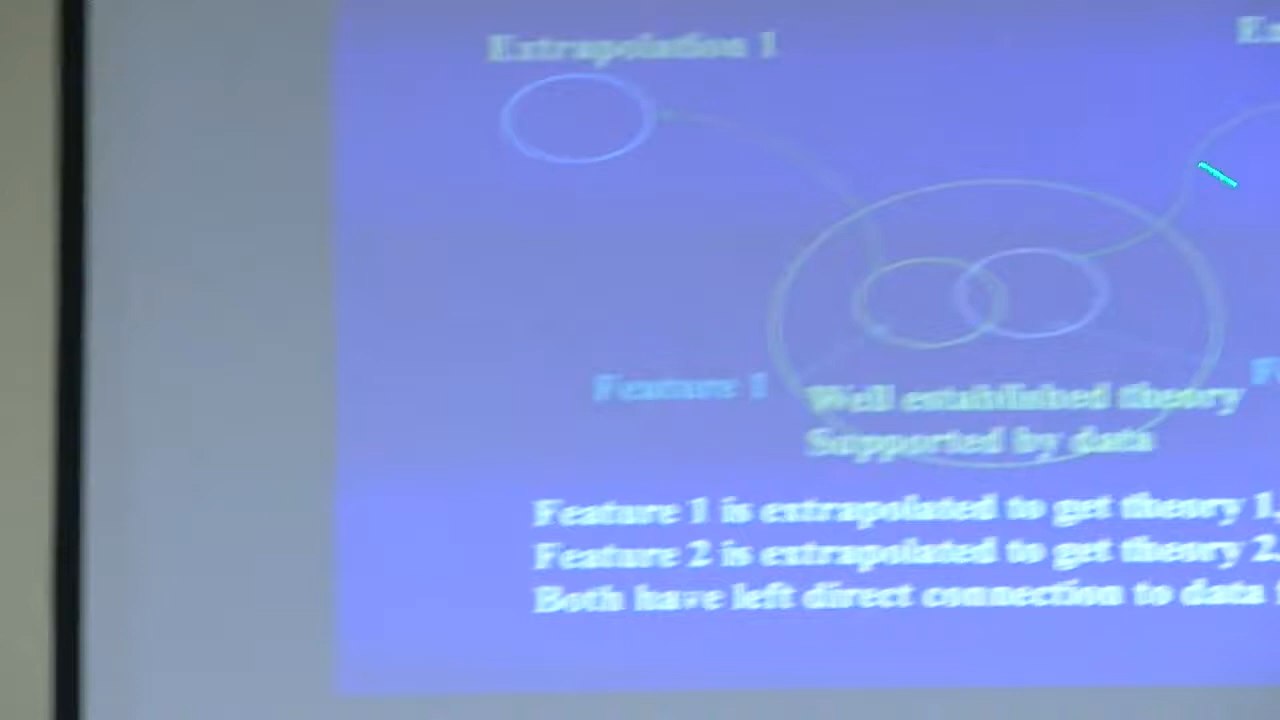 Extrapolation 1
Feature 1
Well established theory
Supported by data
Feature 1 is extrapolated to get theory 1.
Feature 2 is extrapolated to get theory 2.
Both have left direct connection to data